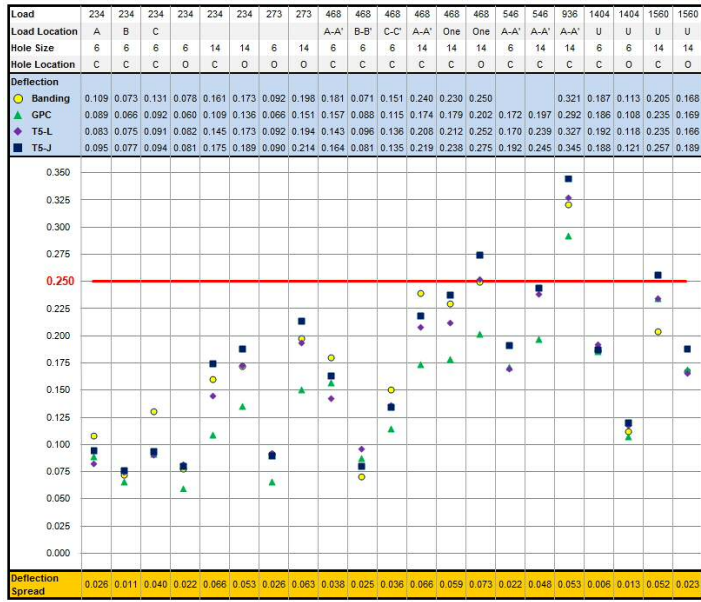 Load 234 234 234 234 234 234 273 273 468 468 468 468 468 468 546 546 936 1404 1404 1560 1560
Load Location A B C A-A' B-B' C-C' A-A' One One A-A' A-A' A-A' U U U U
Hole Size 6 6 6 6 14 14 6 14 6 6 6 14 14 14 6 14 14 6 6 14 14
Hole Location C C C O C O O O C C C C C O C C C C O C O
Deflection
Banding 0.109 0.073 0.131 0.078 0.161 0.173 0.092 0.198 0.181 0.071 0.151 0.240 0.230 0.250 0.321 0.187 0.113 0.205 0.168
GPC 0.089 0.066 0.092 0.060 0.109 0.136 0.066 0.151 0.157 0.088 0.115 0.174 0.179 0.202 0.172 0.197 0.292 0.186 0.108 0.235 0.169
T5-L 0.083 0.075 0.091 0.082 0.145 0.173 0.092 0.194 0.143 0.096 0.136 0.208 0.212 0.252 0.170 0.239 0.327 0.192 0.118 0.235 0.166
T5-J 0.095 0.077 0.094 0.081 0.175 0.189 0.090 0.214 0.164 0.081 0.135 0.219 0.238 0.275 0.192 0.245 0.345 0.188 0.121 0.257 0.189
0.350
0.325
0.300
0.275
0.250
0.225
0.200
0.175
0.150
0.125
0.100
0.075
0.050
0.025
0.000
Deflection
Spread 0.026 0.011 0.040 0.022 0.066 0.053 0.026 0.063 0.038 0.025 0.036 0.066 0.059 0.073 0.022 0.048 0.053 0.006 0.013 0.052 0.023